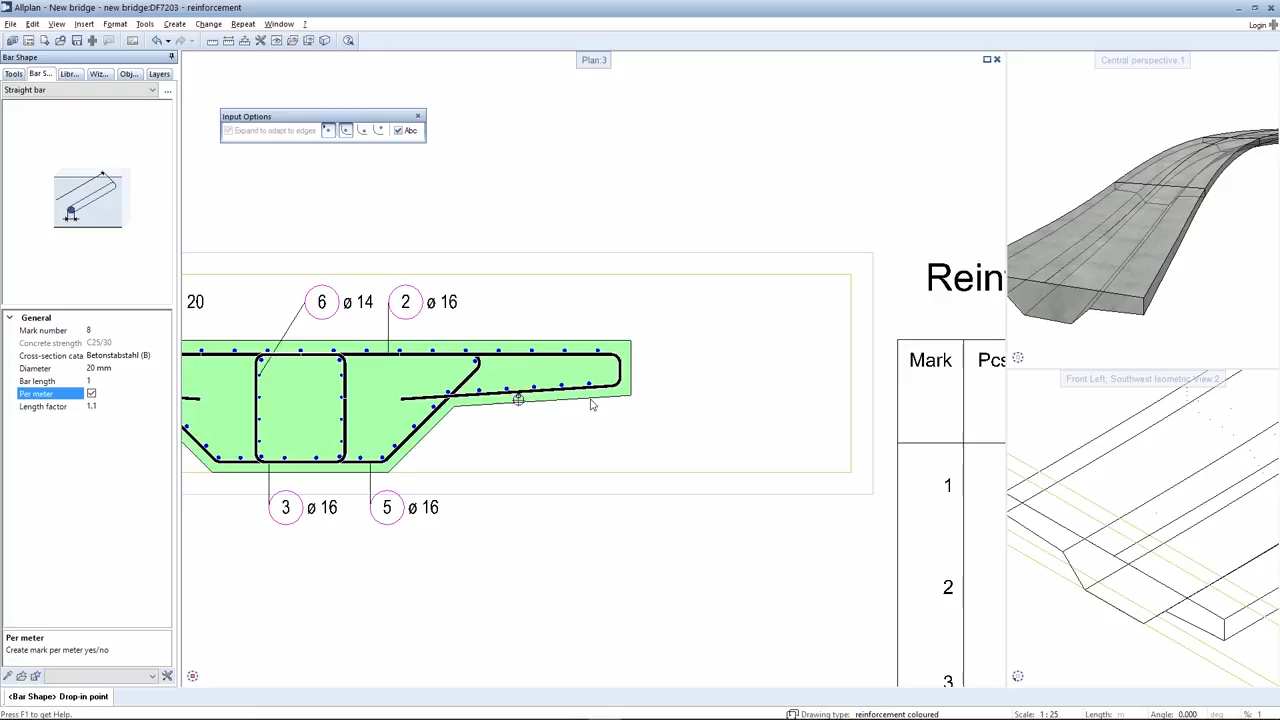 Allplan - New bridge - new bridge:DF7203 - reinforcement
File Edit View Insert Format Tools Create Change Repeat Window ?
Login
Bar Shape
Tools Bar S... Libr... Wiz... Obj... Layers
Straight bar
...
General
Mark number 8
Concrete strength C25/30
Cross-section cata Betonstabstahl (B)
Diameter 20 mm
Bar length 1
Per meter
Length factor 1,1
Per meter
Create mark per meter yes/no
<Bar Shape> Drop-in point
Press F1 to get Help.
Plan:3
Input Options
Expand to adapt to edges
Abc
20
6 ø 14
2 ø 16
3 ø 16
5 ø 16
Rein
Mark Pcs
1
2
3
Central perspective:1
Front Left, Southwest Isometric View:2
Drawing type: reinforcement coloured
Scale: 1 : 25
Length: m
Angle: 0.000 deg
%: 1